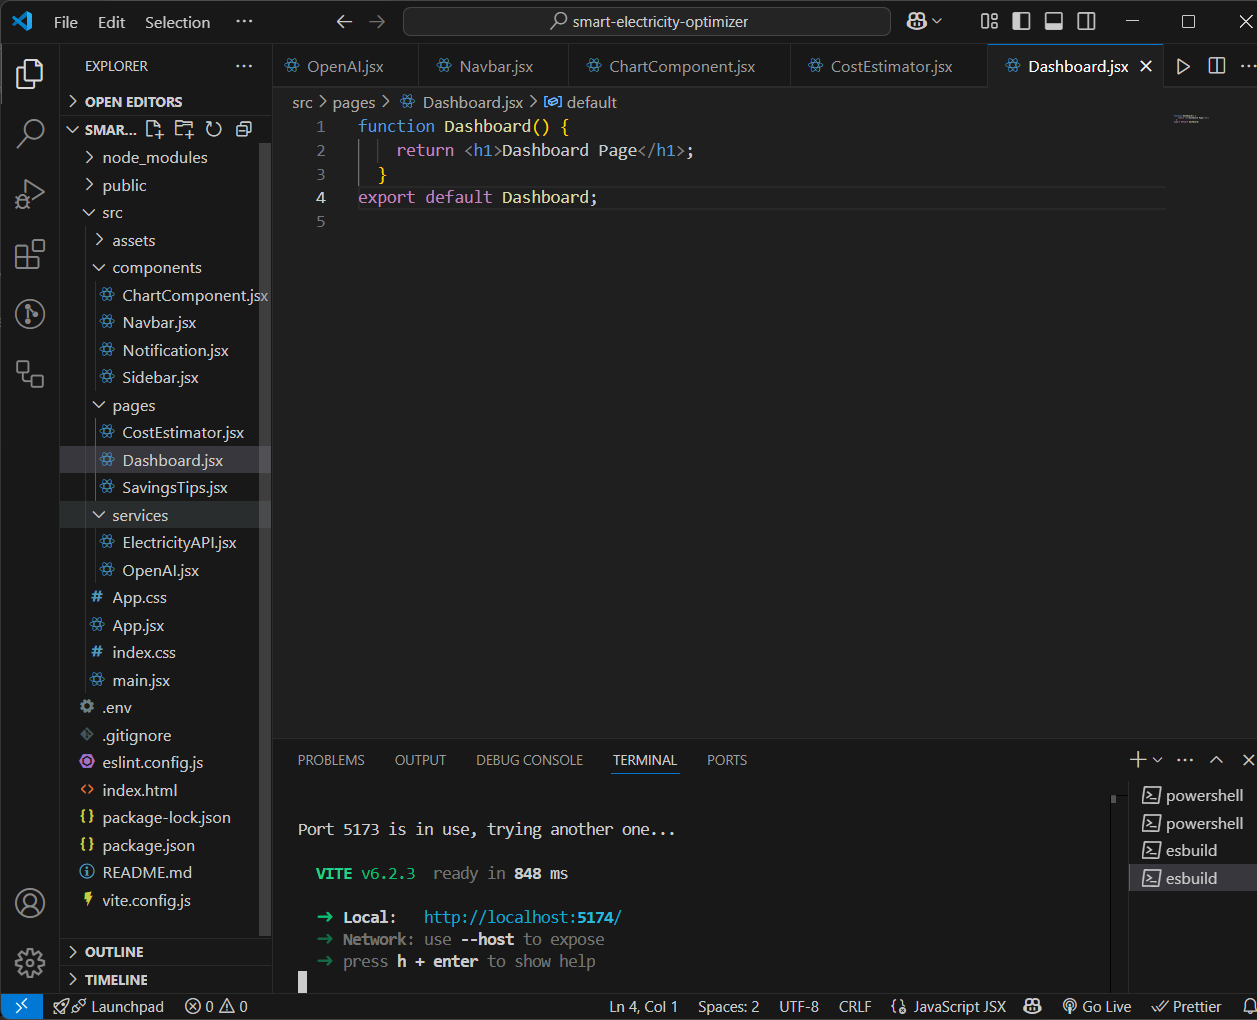 File Edit Selection ··· smart-electricity-optimizer
EXPLORER ···
OPEN EDITORS
SMAR...
node_modules
public
src
assets
components
ChartComponent.jsx
Navbar.jsx
Notification.jsx
Sidebar.jsx
pages
CostEstimator.jsx
Dashboard.jsx
SavingsTips.jsx
services
ElectricityAPI.jsx
OpenAI.jsx
App.css
App.jsx
index.css
main.jsx
.env
.gitignore
eslint.config.js
index.html
package-lock.json
package.json
README.md
vite.config.js
OUTLINE
TIMELINE
OpenAI.jsx Navbar.jsx ChartComponent.jsx CostEstimator.jsx Dashboard.jsx
src > pages > Dashboard.jsx > default
1 function Dashboard() {
2 return <h1>Dashboard Page</h1>;
3 }
4 export default Dashboard;
5
PROBLEMS OUTPUT DEBUG CONSOLE TERMINAL PORTS
Port 5173 is in use, trying another one...
VITE v6.2.3 ready in 848 ms
➜ Local: http://localhost:5174/
➜ Network: use --host to expose
➜ press h + enter to show help
powershell
powershell
esbuild
esbuild
Launchpad 0 0 Ln 4, Col 1 Spaces: 2 UTF-8 CRLF {} JavaScript JSX Go Live Prettier